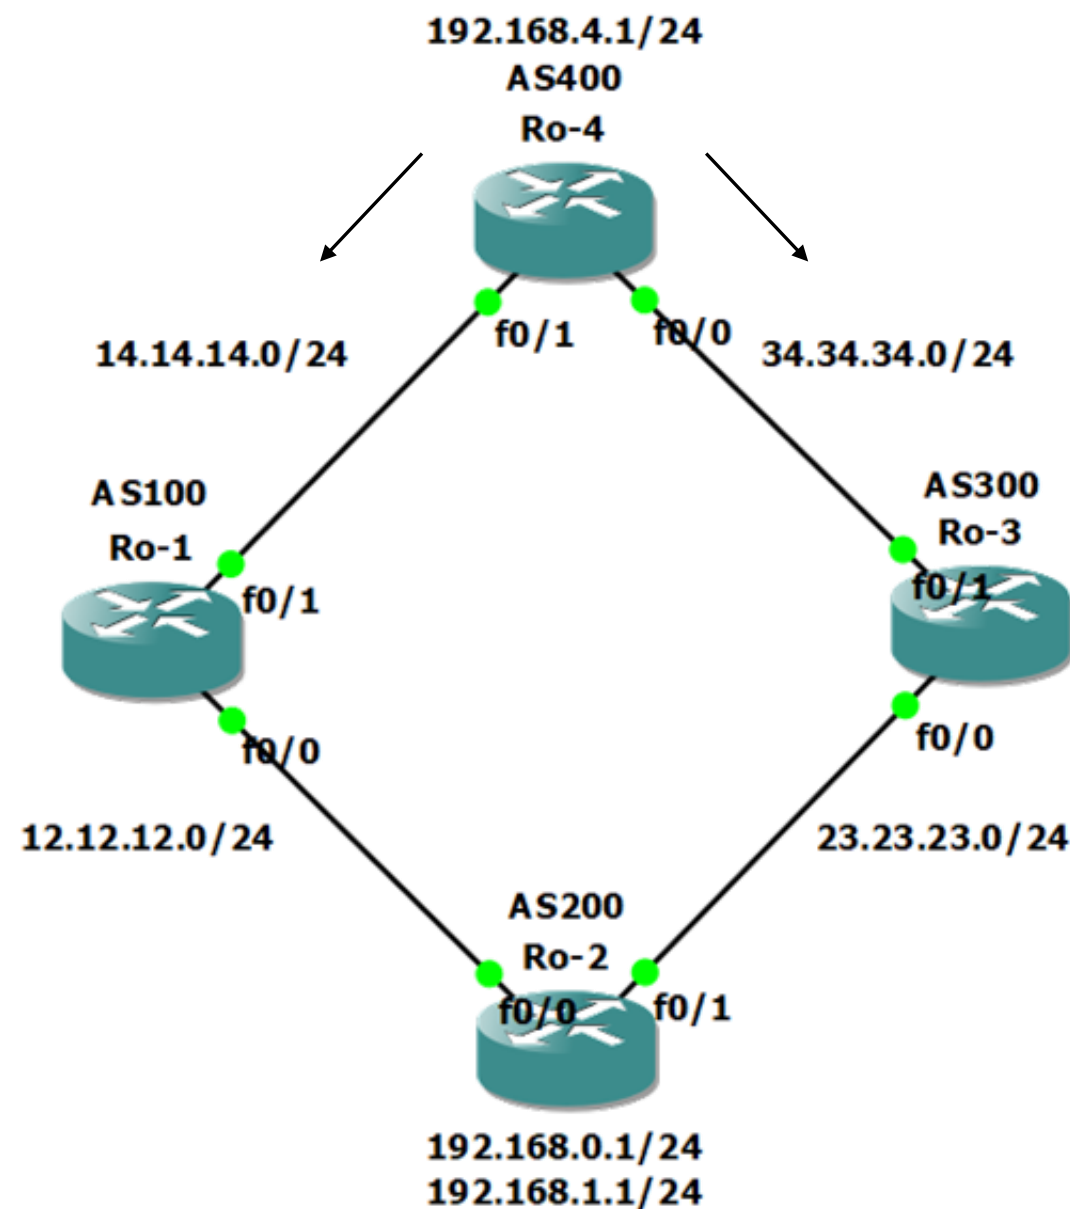 192.168.4.1/24
AS400
Ro-4
f0/1
f0/0
14.14.14.0/24
34.34.34.0/24
AS100
Ro-1
f0/1
AS300
Ro-3
f0/1
f0/0
f0/0
12.12.12.0/24
23.23.23.0/24
AS200
Ro-2
f0/0
f0/1
192.168.0.1/24
192.168.1.1/24